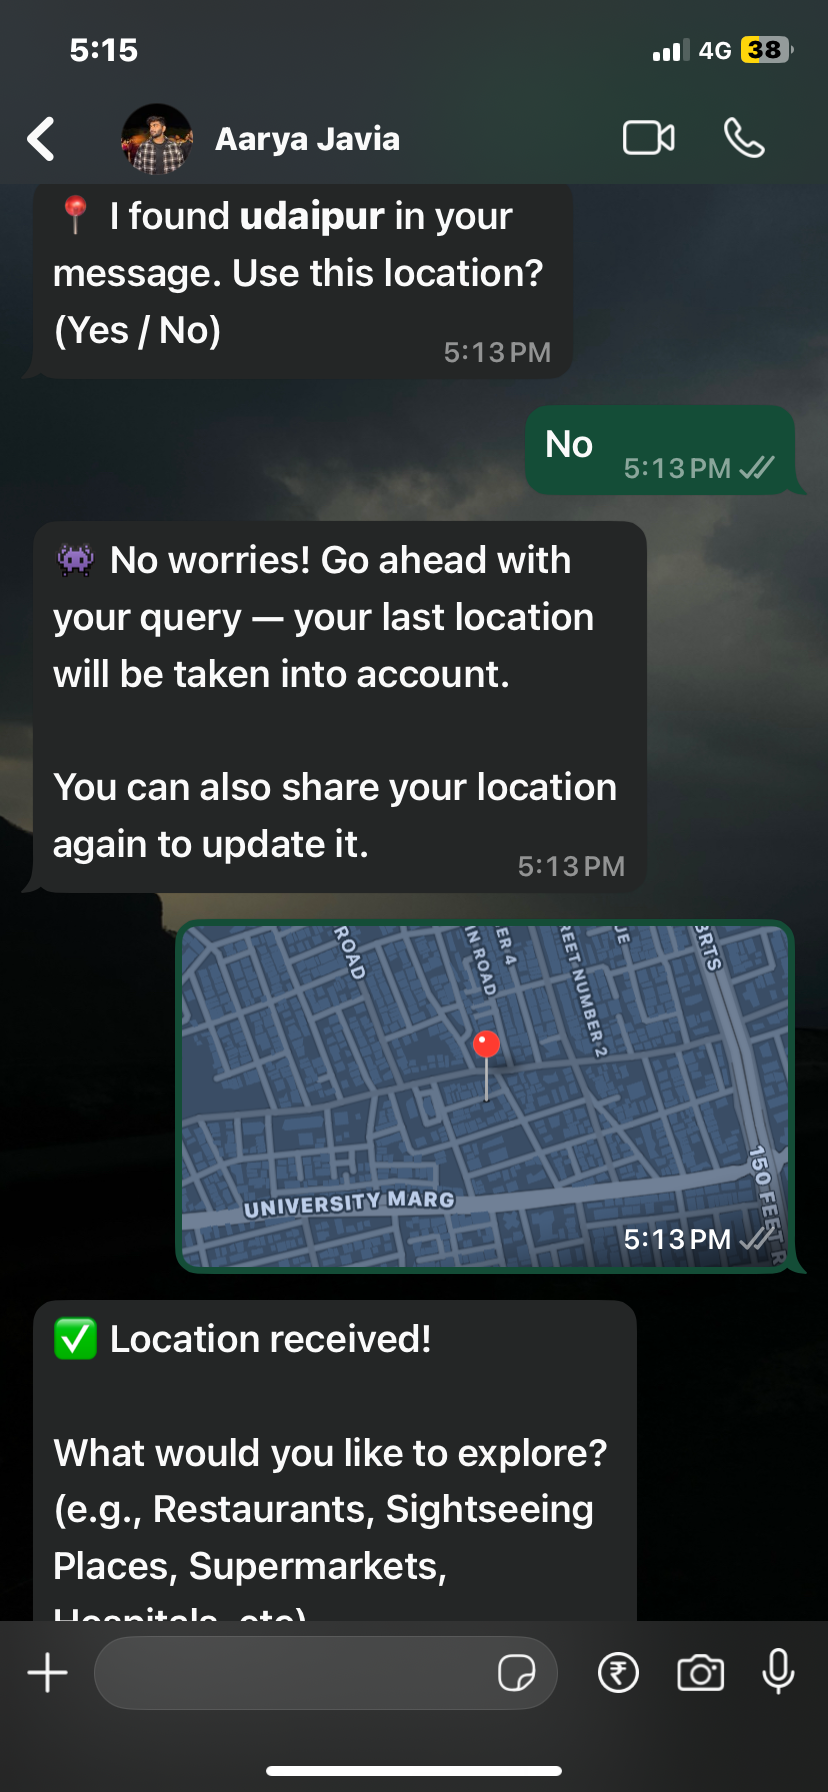 5:15
4G 38
Aarya Javia
📍 I found udaipur in your
message. Use this location?
(Yes / No)
5:13 PM
No
5:13 PM
👾 No worries! Go ahead with
your query — your last location
will be taken into account.
You can also share your location
again to update it.
5:13 PM
ROAD
IN ROAD
ER 4
REET NUMBER 2
UE
BRTS
UNIVERSITY MARG
150 FEET R
5:13 PM
✅ Location received!
What would you like to explore?
(e.g., Restaurants, Sightseeing
Places, Supermarkets,
Hospitals, etc)